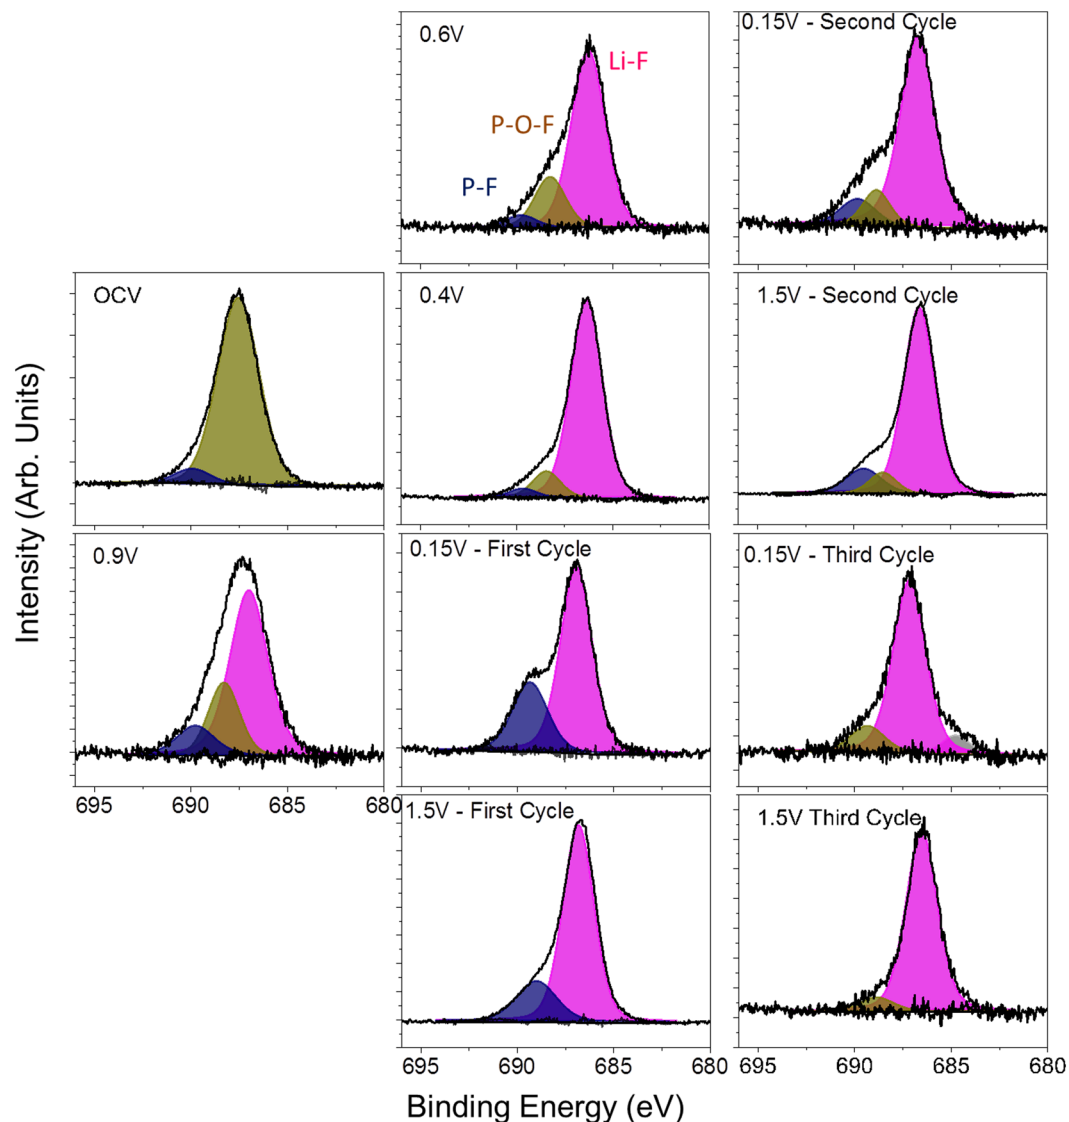 0.6V
Li-F
P-O-F
P-F
0.15V - Second Cycle
OCV
0.4V
1.5V - Second Cycle
0.9V
0.15V - First Cycle
0.15V - Third Cycle
1.5V - First Cycle
1.5V Third Cycle
695 690 685 680
695 690 685 680
695 690 685 680
Intensity (Arb. Units)
Binding Energy (eV)